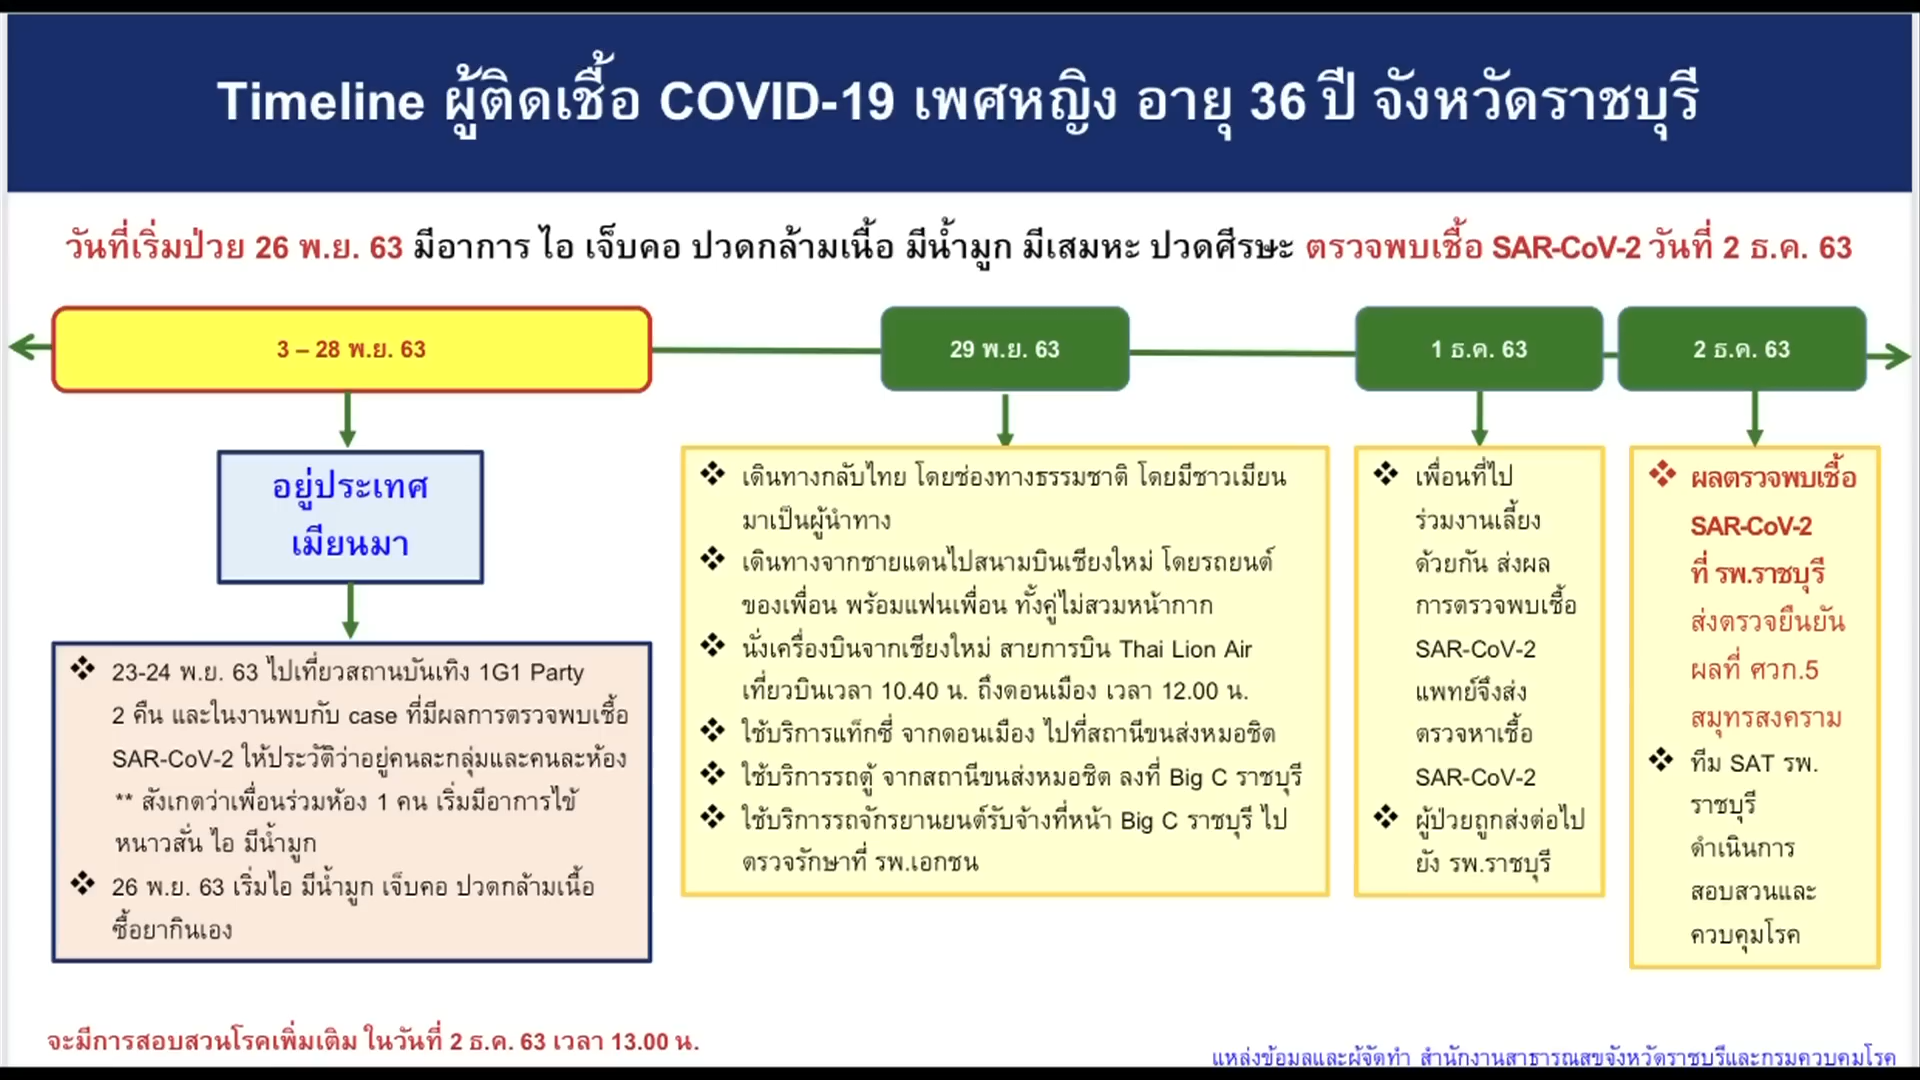 Timeline ผู้ติดเชื้อ COVID-19 เพศหญิง อายุ 36 ปี จังหวัดราชบุรี
วันที่เริ่มป่วย 26 พ.ย. 63 มีอาการ ไอ เจ็บคอ ปวดกล้ามเนื้อ มีน้ำมูก มีเสมหะ ปวดศีรษะ ตรวจพบเชื้อ SAR-CoV-2 วันที่ 2 ธ.ค. 63
3 – 28 พ.ย. 63
อยู่ประเทศ
เมียนมา
❖ 23-24 พ.ย. 63 ไปเที่ยวสถานบันเทิง 1G1 Party
2 คืน และในงานพบกับ case ที่มีผลการตรวจพบเชื้อ
SAR-CoV-2 ให้ประวัติว่าอยู่คนละกลุ่มและคนละห้อง
** สังเกตว่าเพื่อนร่วมห้อง 1 คน เริ่มมีอาการไข้
หนาวสั่น ไอ มีน้ำมูก
❖ 26 พ.ย. 63 เริ่มไอ มีน้ำมูก เจ็บคอ ปวดกล้ามเนื้อ
ซื้อยากินเอง
29 พ.ย. 63
❖ เดินทางกลับไทย โดยช่องทางธรรมชาติ โดยมีชาวเมียน
มาเป็นผู้นำทาง
❖ เดินทางจากชายแดนไปสนามบินเชียงใหม่ โดยรถยนต์
ของเพื่อน พร้อมแฟนเพื่อน ทั้งคู่ไม่สวมหน้ากาก
❖ นั่งเครื่องบินจากเชียงใหม่ สายการบิน Thai Lion Air
เที่ยวบินเวลา 10.40 น. ถึงดอนเมือง เวลา 12.00 น.
❖ ใช้บริการแท็กซี่ จากดอนเมือง ไปที่สถานีขนส่งหมอชิต
❖ ใช้บริการรถตู้ จากสถานีขนส่งหมอชิต ลงที่ Big C ราชบุรี
❖ ใช้บริการรถจักรยานยนต์รับจ้างที่หน้า Big C ราชบุรี ไป
ตรวจรักษาที่ รพ.เอกชน
1 ธ.ค. 63
❖ เพื่อนที่ไป
ร่วมงานเลี้ยง
ด้วยกัน ส่งผล
การตรวจพบเชื้อ
SAR-CoV-2
แพทย์จึงส่ง
ตรวจหาเชื้อ
SAR-CoV-2
❖ ผู้ป่วยถูกส่งต่อไป
ยัง รพ.ราชบุรี
2 ธ.ค. 63
❖ ผลตรวจพบเชื้อ
SAR-CoV-2
ที่ รพ.ราชบุรี
ส่งตรวจยืนยัน
ผลที่ ศวก.5
สมุทรสงคราม
❖ ทีม SAT รพ.
ราชบุรี
ดำเนินการ
สอบสวนและ
ควบคุมโรค
จะมีการสอบสวนโรคเพิ่มเติม ในวันที่ 2 ธ.ค. 63 เวลา 13.00 น.
แหล่งข้อมูลและผู้จัดทำ สำนักงานสาธารณสุขจังหวัดราชบุรีและกรมควบคุมโรค